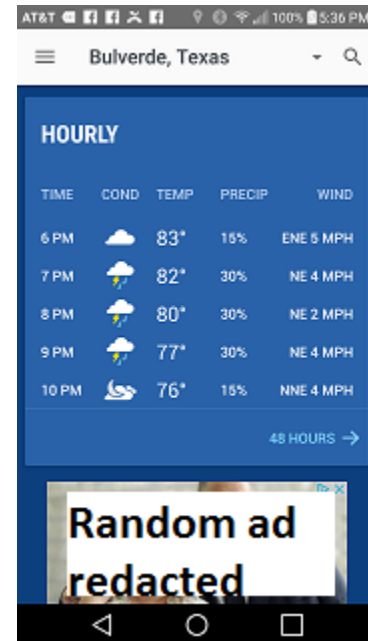 AT&T 100% 5:36 PM
Bulverde, Texas
HOURLY
TIME COND TEMP PRECIP WIND
6 PM 83° 15% ENE 5 MPH
7 PM 82° 30% NE 4 MPH
8 PM 80° 30% NE 2 MPH
9 PM 77° 30% NE 4 MPH
10 PM 76° 15% NNE 4 MPH
48 HOURS →
Random ad
redacted